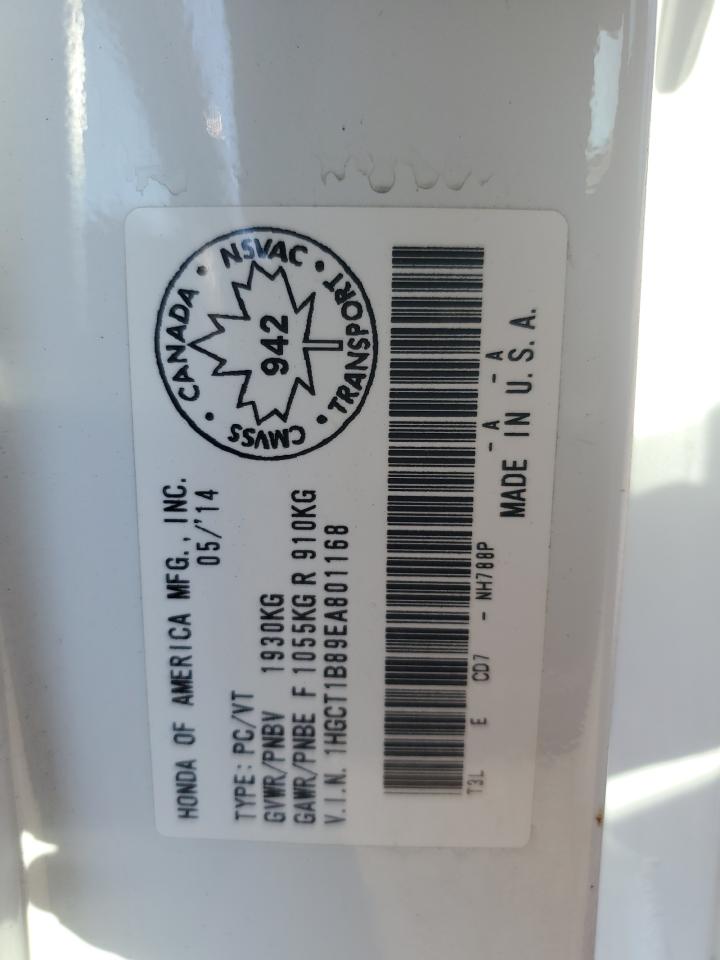 HONDA OF AMERICA MFG., INC.
05/'14
TYPE: PC/VT
GVWR/PNBV 1930KG
GAWR/PNBE F 1055KG R 910KG
V.I.N. 1HGCT1B89EA801168
CANADA • NSVAC • TRANSPORT • CMVSS •
942
T3L E CD7 - NH788P - A - A
MADE IN U.S.A.